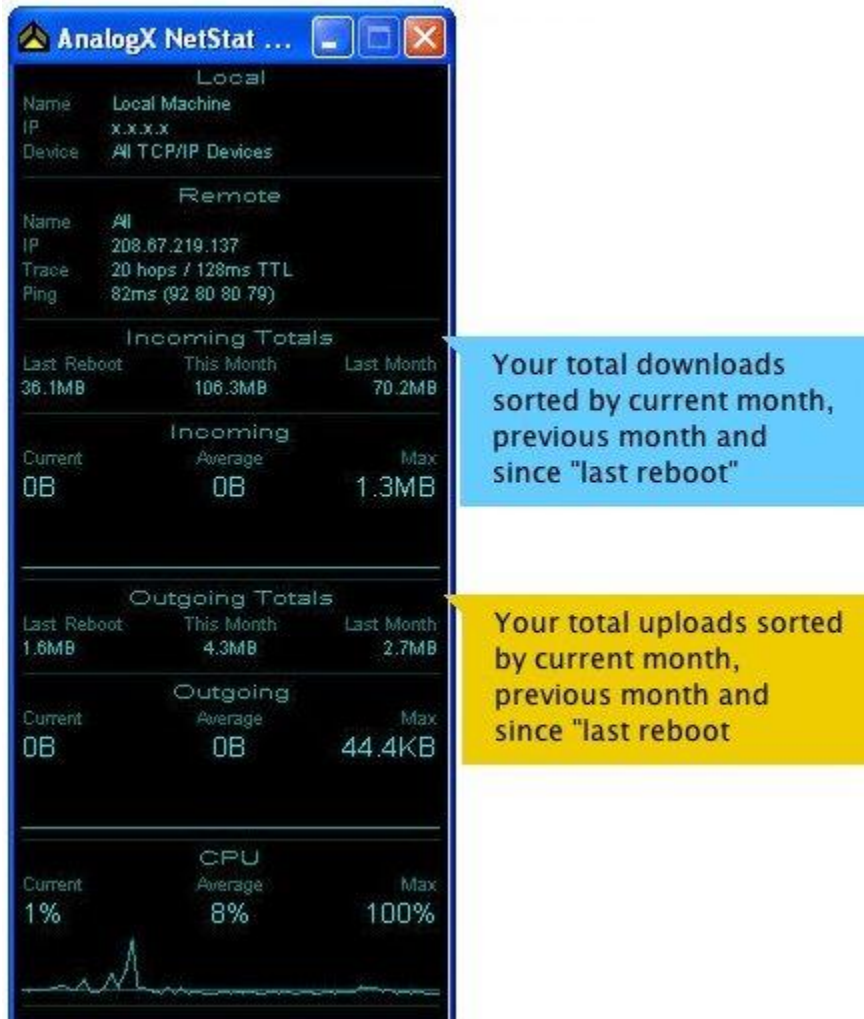 AnalogX NetStat ...
Local
Name Local Machine
IP x.x.x.x
Device All TCP/IP Devices
Remote
Name All
IP 208.67.219.137
Trace 20 hops / 128ms TTL
Ping 82ms (92 80 80 79)
Incoming Totals
Last Reboot This Month Last Month
36.1MB 106.3MB 70.2MB
Incoming
Current Average Max
0B 0B 1.3MB
Outgoing Totals
Last Reboot This Month Last Month
1.6MB 4.3MB 2.7MB
Outgoing
Current Average Max
0B 0B 44.4KB
CPU
Current Average Max
1% 8% 100%
Your total downloads
sorted by current month,
previous month and
since "last reboot"
Your total uploads sorted
by current month,
previous month and
since "last reboot